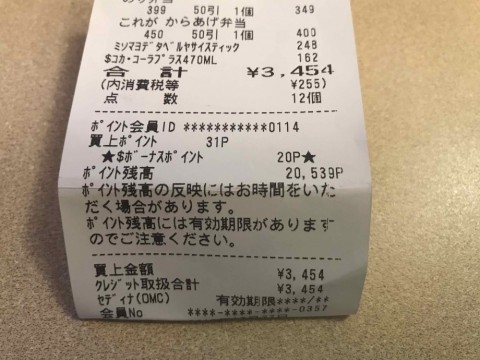 399 50引 1個 349
これが からあげ弁当
450 50引 1個 400
ミソマヨデタベルヤサイスティック 248
$コカ・コーラプラス470ML 162
合 計 ¥3,454
(内消費税等 ¥255)
点 数 12個
ポイント会員ID ***********0114
買上ポイント 31P
★$ボーナスポイント 20P★
ポイント残高 20,539P
ポイント残高の反映にはお時間をいた
だく場合があります。
ポイント残高には有効期限があります
のでご注意ください。
買上金額 ¥3,454
クレジット取扱合計 ¥3,454
セディナ(OMC) 有効期限****/**
会員No ****-****-****-0357